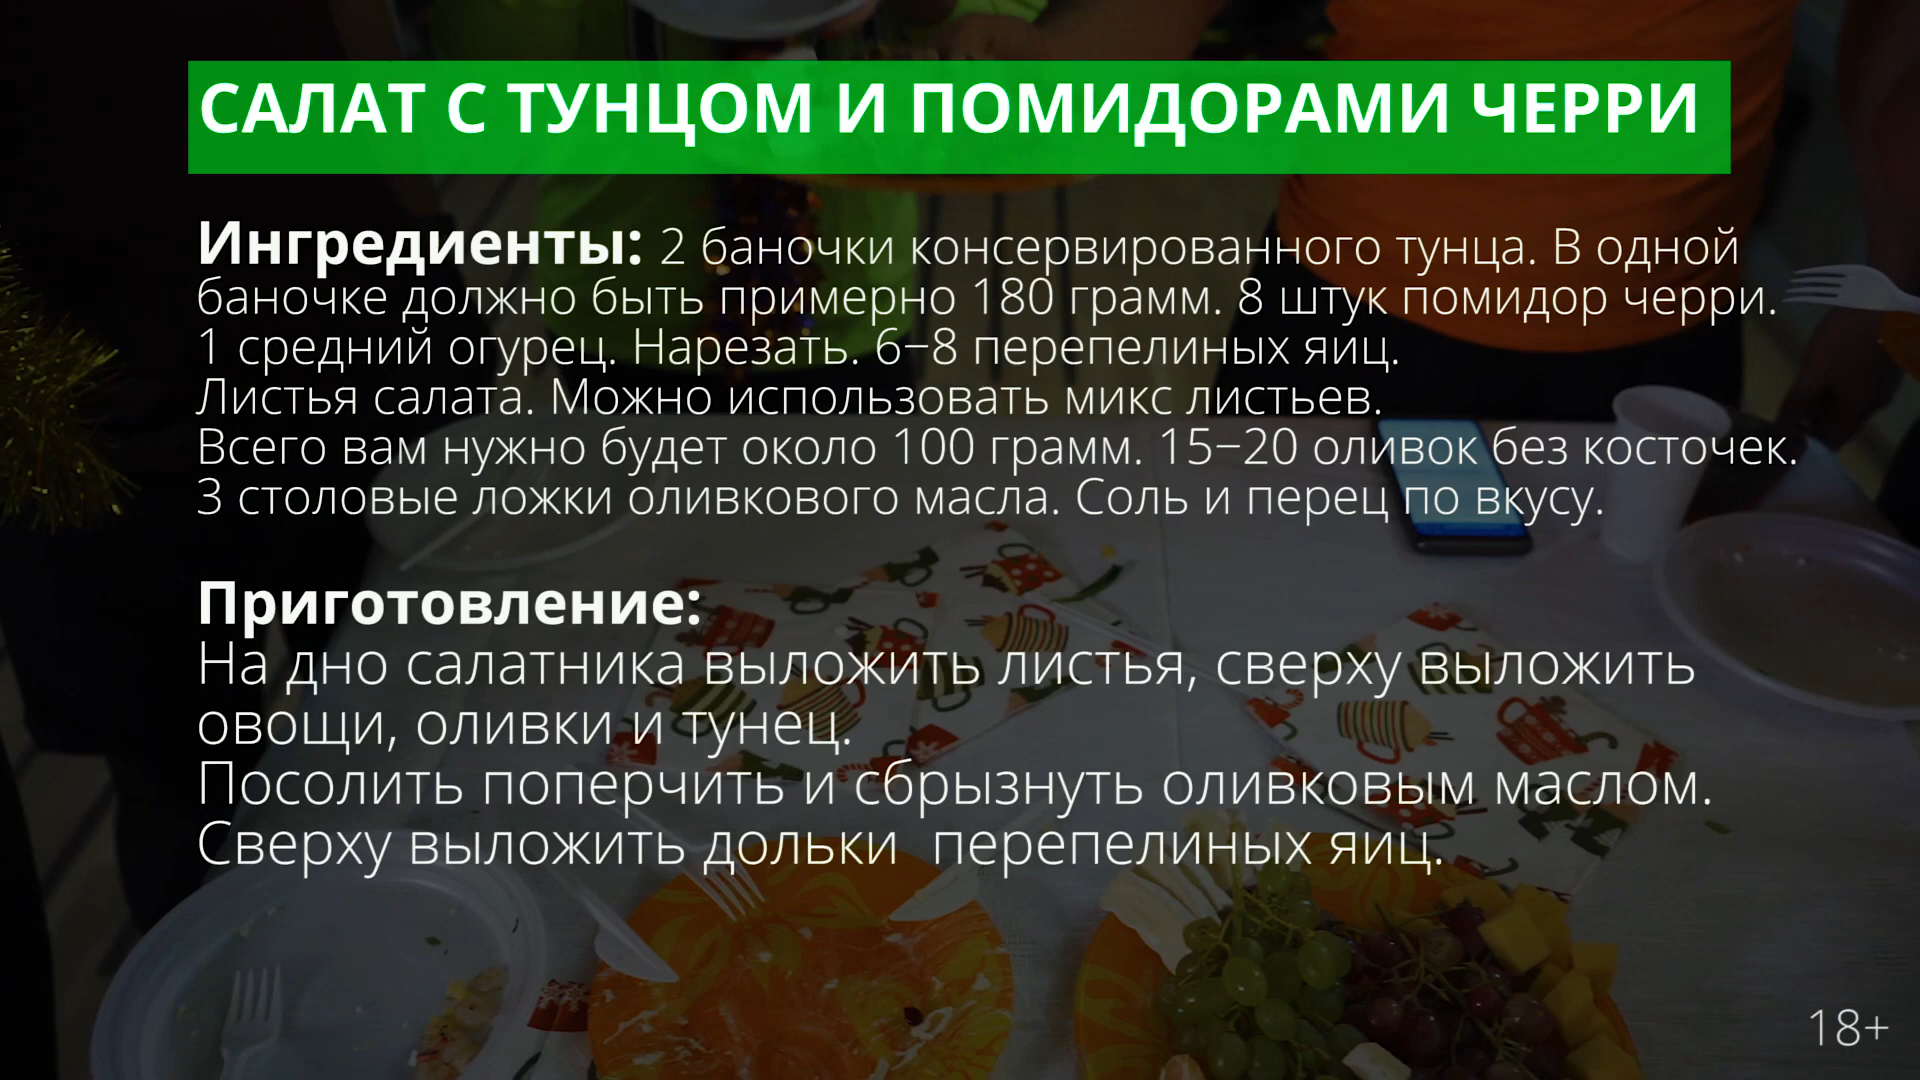 САЛАТ С ТУНЦОМ И ПОМИДОРАМИ ЧЕРРИ
Ингредиенты: 2 баночки консервированного тунца. В одной
баночке должно быть примерно 180 грамм. 8 штук помидор черри.
1 средний огурец. Нарезать. 6–8 перепелиных яиц.
Листья салата. Можно использовать микс листьев.
Всего вам нужно будет около 100 грамм. 15–20 оливок без косточек.
3 столовые ложки оливкового масла. Соль и перец по вкусу.
Приготовление:
На дно салатника выложить листья, сверху выложить
овощи, оливки и тунец.
Посолить поперчить и сбрызнуть оливковым маслом.
Сверху выложить дольки  перепелиных яиц.
18+